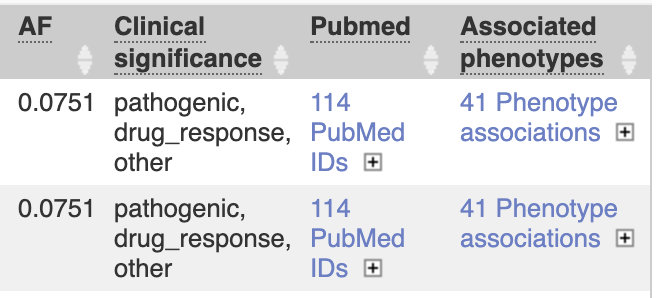 AF Clinical significance Pubmed Associated phenotypes
0.0751 pathogenic, 114 41 Phenotype
drug_response, PubMed associations
other IDs
0.0751 pathogenic, 114 41 Phenotype
drug_response, PubMed associations
other IDs